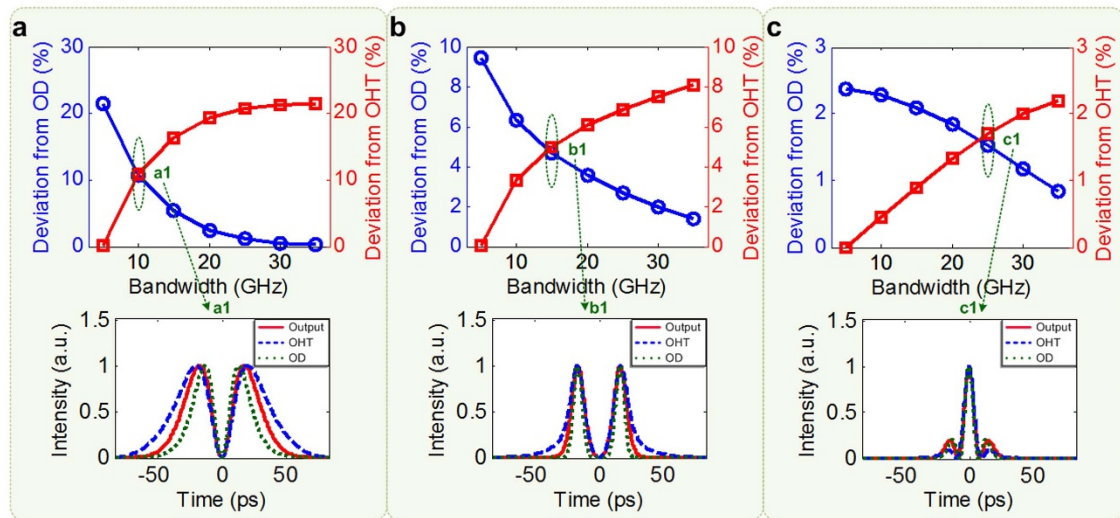 a
Deviation from OD (%)
30
20
10
0
10
20
30
Bandwidth (GHz)
30
20
10
0
Deviation from OHT (%)
a1
a1
Intensity (a.u.)
1.5
1
0.5
0
-50
0
50
Time (ps)
Output
OHT
OD
b
Deviation from OD (%)
10
8
6
4
2
0
10
20
30
Bandwidth (GHz)
10
8
6
4
2
0
Deviation from OHT (%)
b1
b1
Intensity (a.u.)
1.5
1
0.5
0
-50
0
50
Time (ps)
Output
OHT
OD
c
Deviation from OD (%)
3
2
1
0
10
20
30
Bandwidth (GHz)
3
2
1
0
Deviation from OHT (%)
c1
c1
Intensity (a.u.)
1.5
1
0.5
0
-50
0
50
Time (ps)
Output
OHT
OD